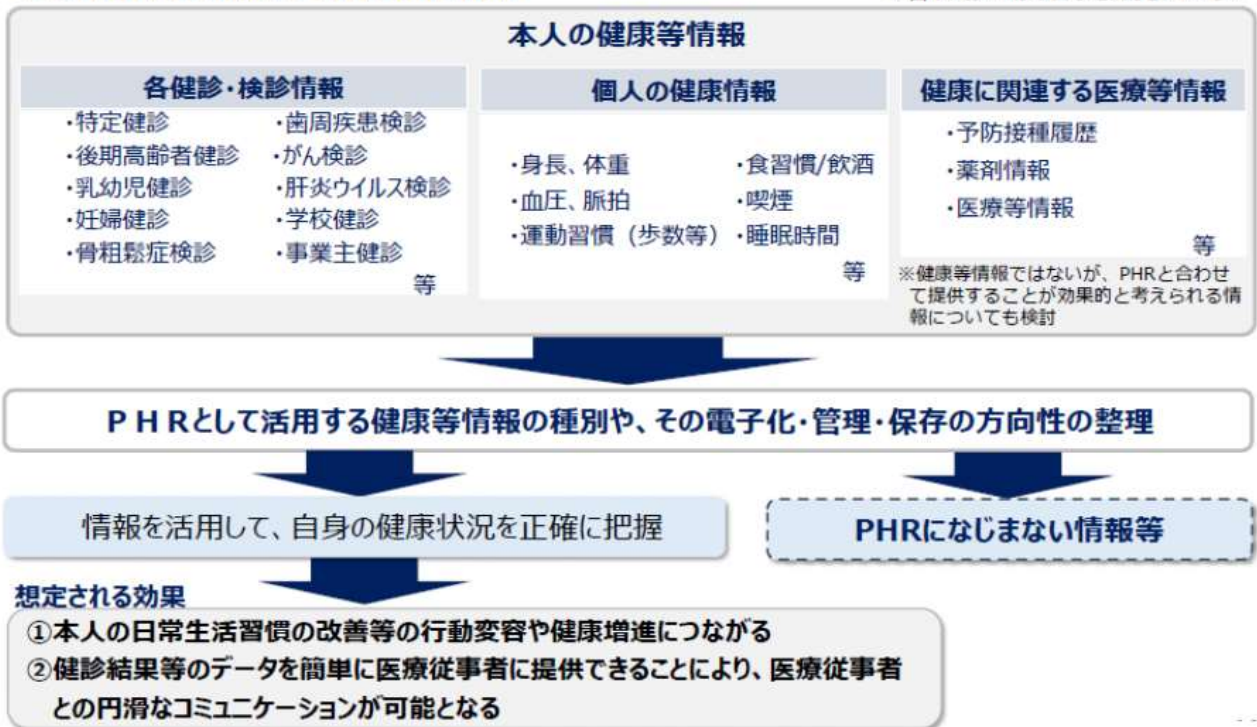 本人の健康等情報
各健診・検診情報
・特定健診
・後期高齢者健診
・乳幼児健診
・妊婦健診
・骨粗鬆症検診
・歯周疾患検診
・がん検診
・肝炎ウイルス検診
・学校健診
・事業主健診
等
個人の健康情報
・身長、体重
・血圧、脈拍
・運動習慣（歩数等）
・食習慣/飲酒
・喫煙
・睡眠時間
等
健康に関連する医療等情報
・予防接種履歴
・薬剤情報
・医療等情報
等
※健康等情報ではないが、PHRと合わせ
て提供することが効果的と考えられる情
報についても検討
ＰＨＲとして活用する健康等情報の種別や、その電子化・管理・保存の方向性の整理
情報を活用して、自身の健康状況を正確に把握
PHRになじまない情報等
想定される効果
①本人の日常生活習慣の改善等の行動変容や健康増進につながる
②健診結果等のデータを簡単に医療従事者に提供できることにより、医療従事者
との円滑なコミュニケーションが可能となる